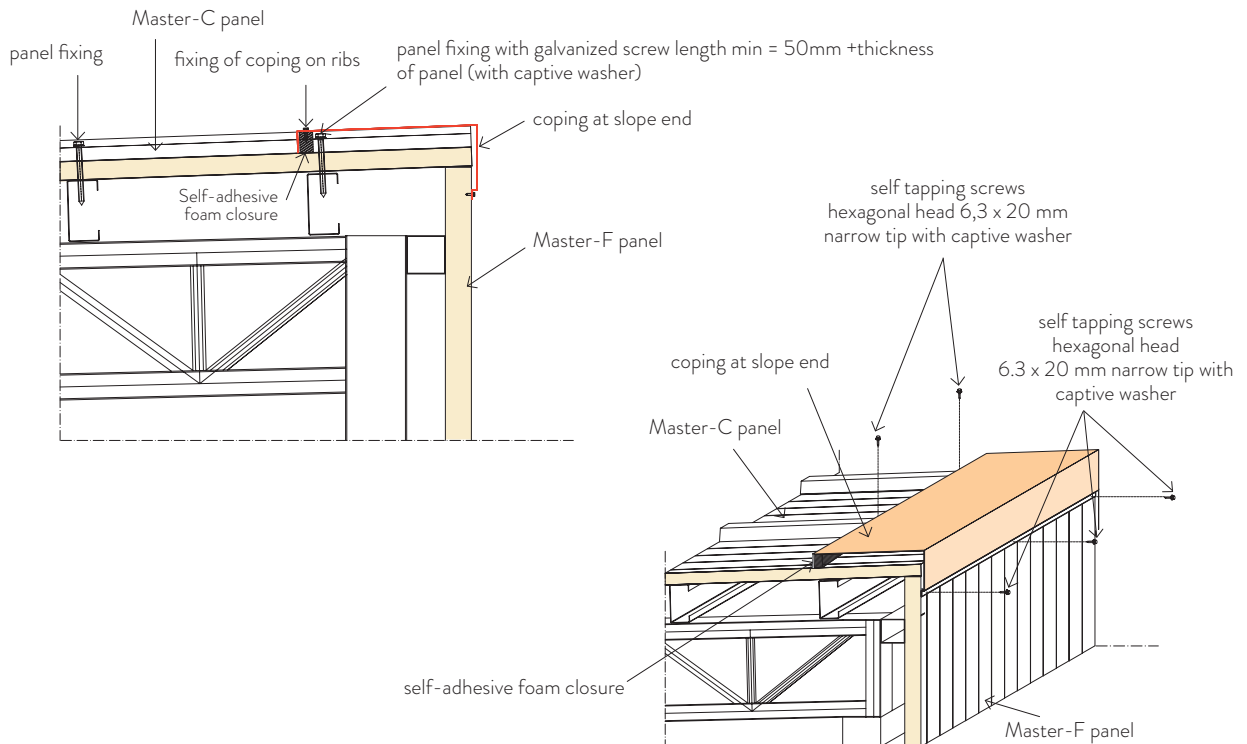 Master-C panel
panel fixing
fixing of coping on ribs
panel fixing with galvanized screw length min = 50mm +thickness
of panel (with captive washer)
coping at slope end
Self-adhesive
foam closure
Master-F panel
self tapping screws
hexagonal head 6,3 x 20 mm
narrow tip with captive washer
self tapping screws
hexagonal head
6.3 x 20 mm narrow tip with
captive washer
coping at slope end
Master-C panel
self-adhesive foam closure
Master-F panel